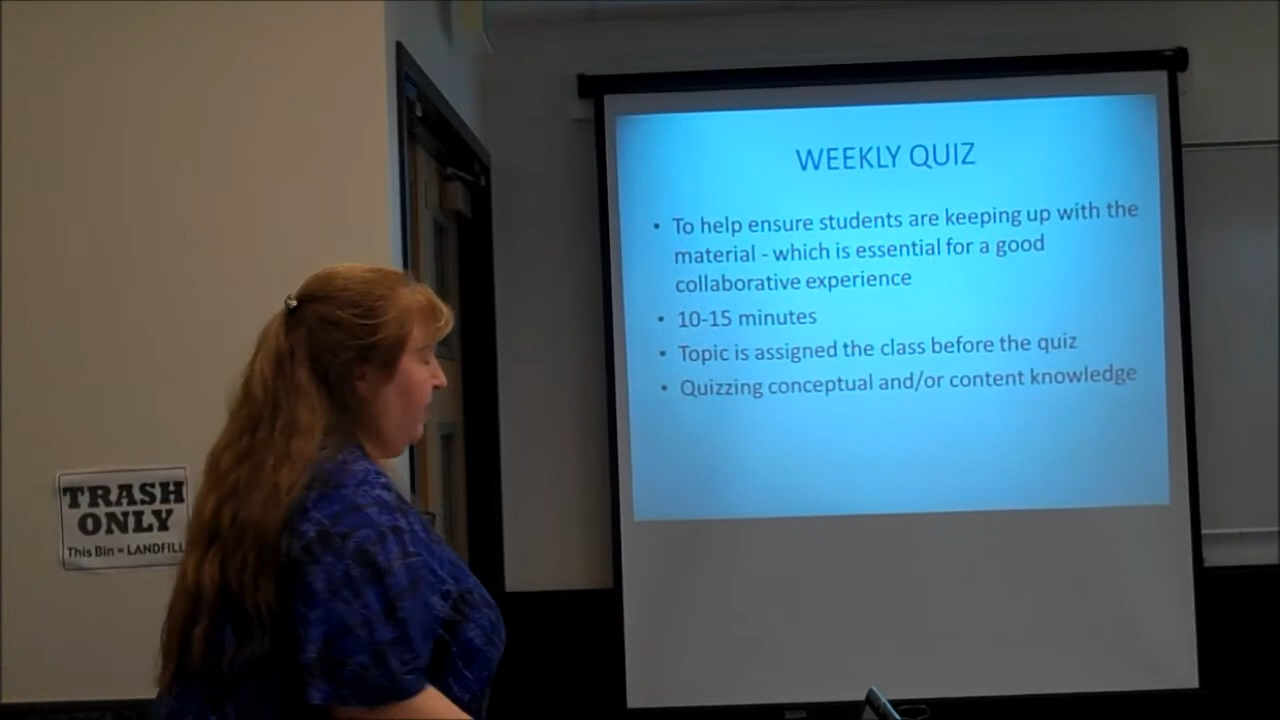 WEEKLY QUIZ
• To help ensure students are keeping up with the
material - which is essential for a good
collaborative experience
• 10-15 minutes
• Topic is assigned the class before the quiz
• Quizzing conceptual and/or content knowledge
TRASH
ONLY
This Bin = LANDFILL